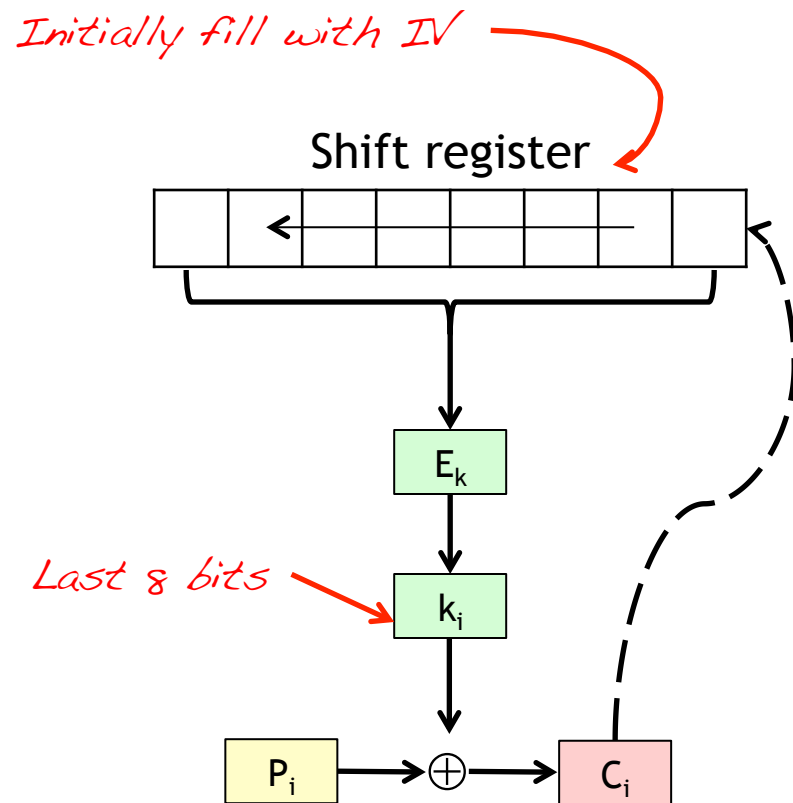 Initially fill with IV
Shift register
Eₖ
Last 8 bits
kᵢ
Pᵢ
Cᵢ